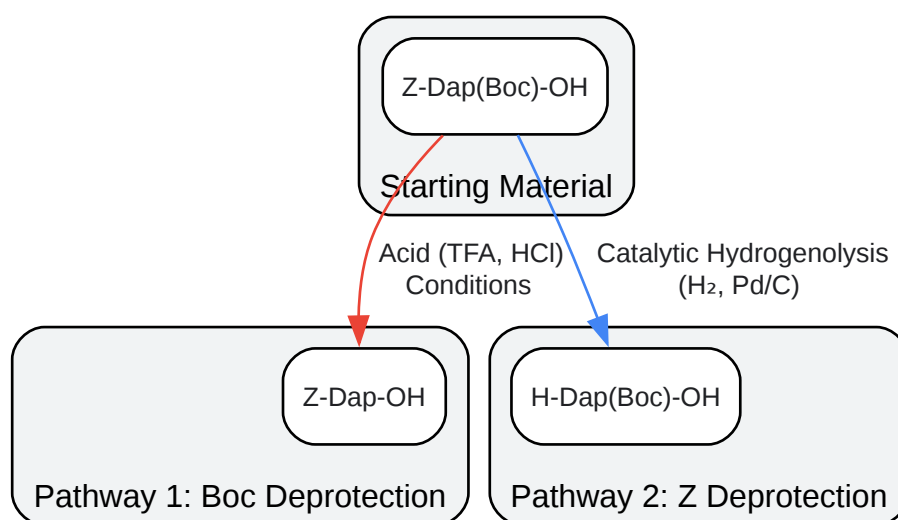 Z-Dap(Boc)-OH
Starting Material
Acid (TFA, HCl)
Conditions
Catalytic Hydrogenolysis
(H₂, Pd/C)
Z-Dap-OH
Pathway 1: Boc Deprotection
H-Dap(Boc)-OH
Pathway 2: Z Deprotection